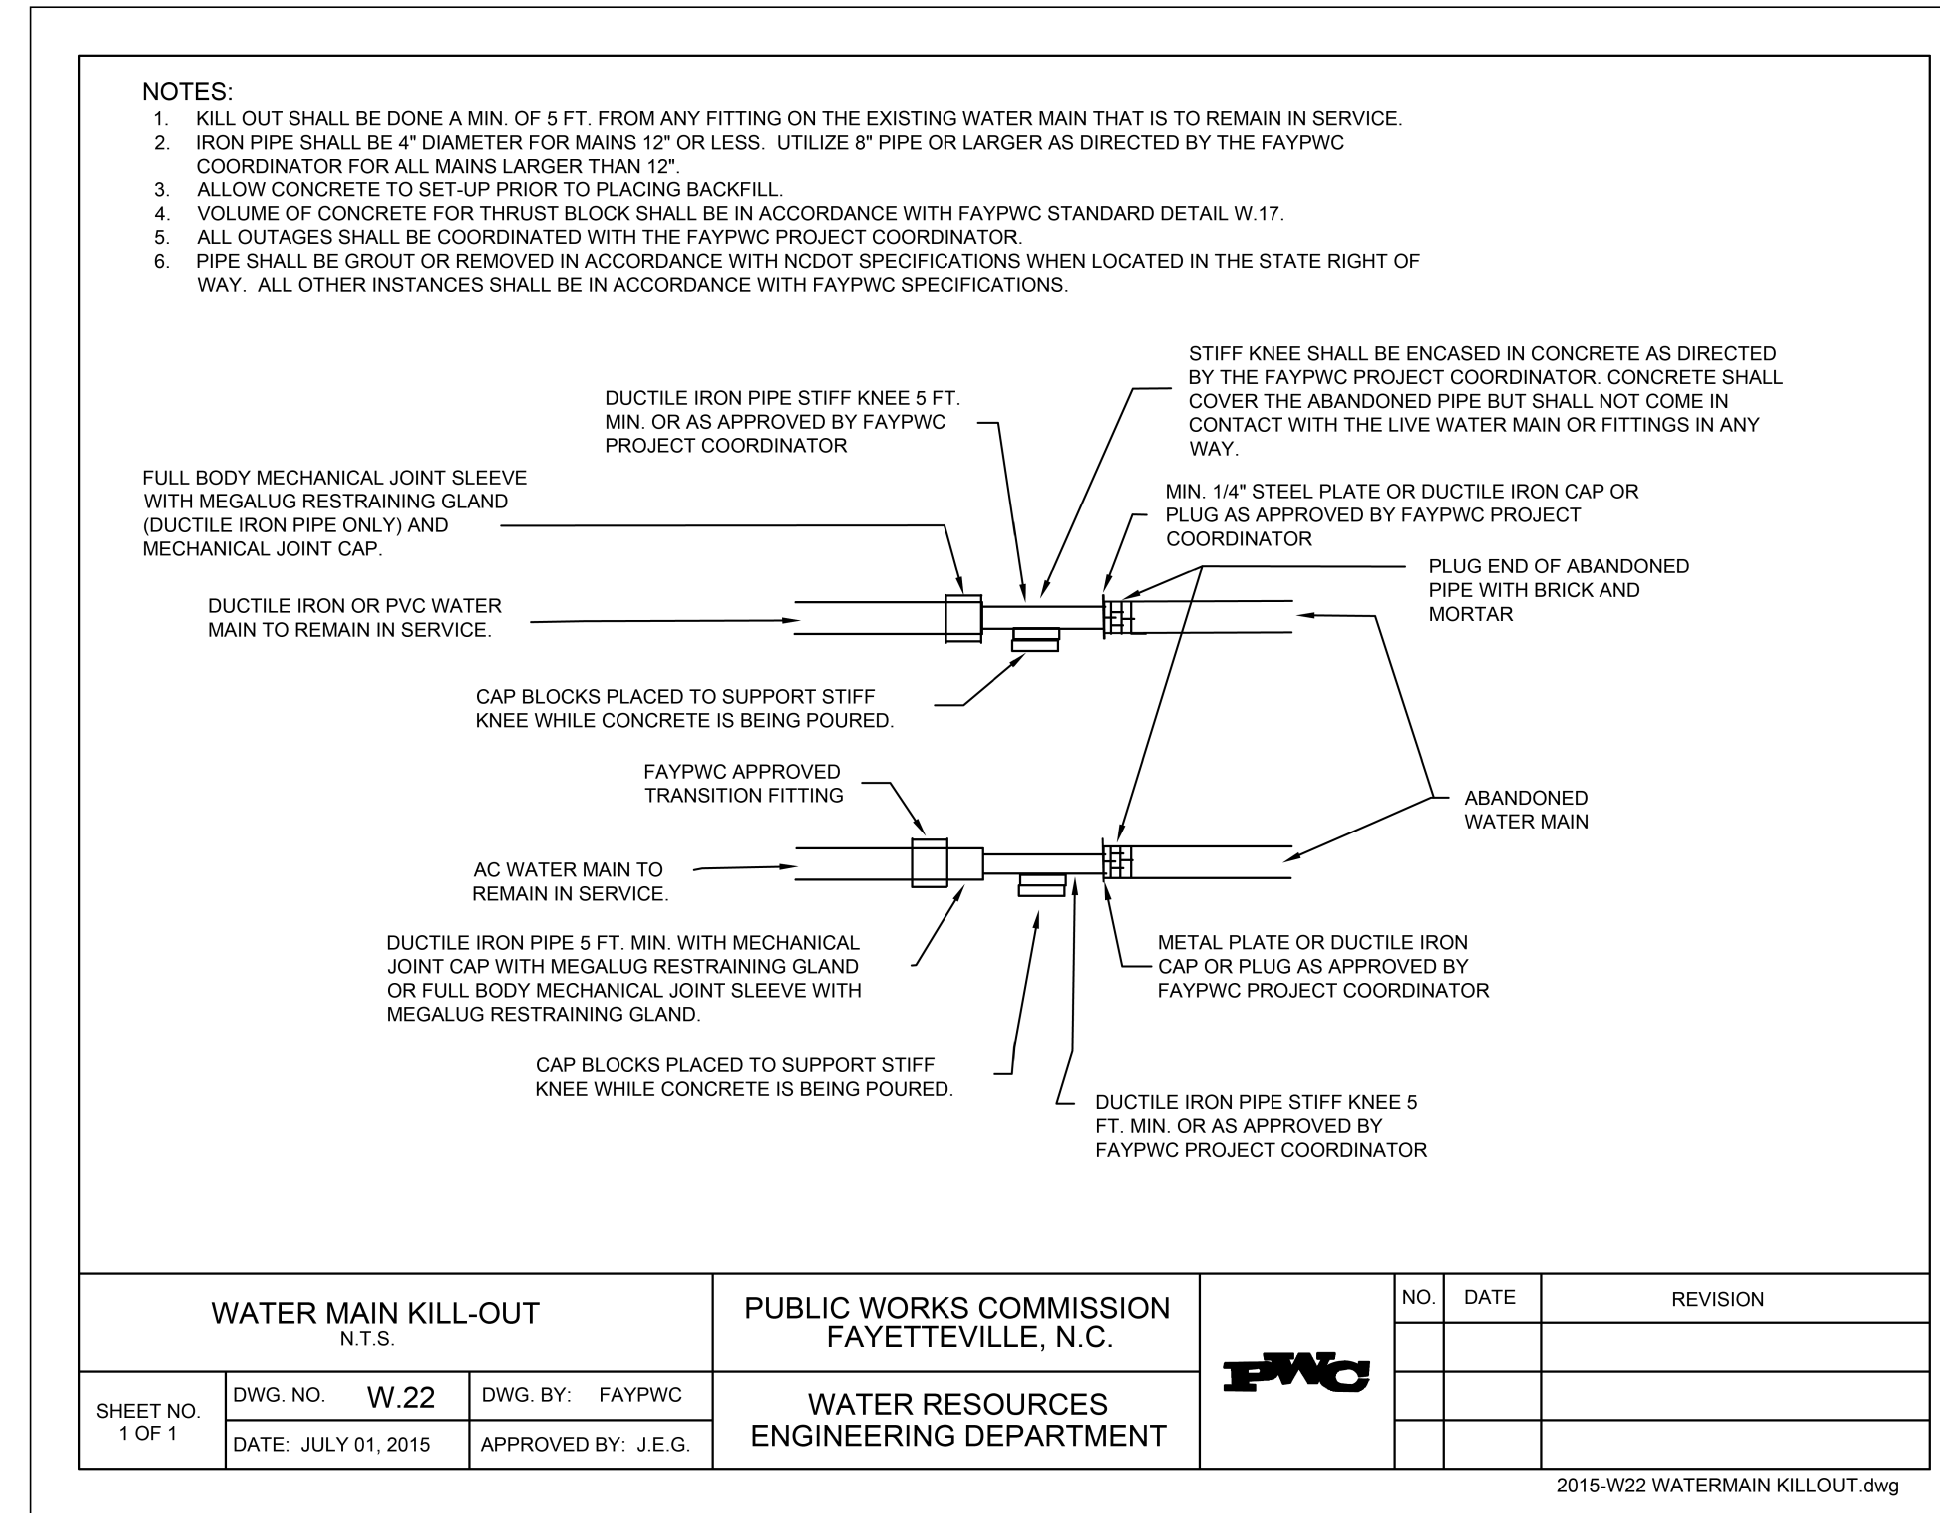 NOTES:
1. KILL OUT SHALL BE DONE A MIN. OF 5 FT. FROM ANY FITTING ON THE EXISTING WATER MAIN THAT IS TO REMAIN IN SERVICE.
2. IRON PIPE SHALL BE 4" DIAMETER FOR MAINS 12" OR LESS. UTILIZE 8" PIPE OR LARGER AS DIRECTED BY THE FAYPWC
COORDINATOR FOR ALL MAINS LARGER THAN 12".
3. ALLOW CONCRETE TO SET-UP PRIOR TO PLACING BACKFILL.
4. VOLUME OF CONCRETE FOR THRUST BLOCK SHALL BE IN ACCORDANCE WITH FAYPWC STANDARD DETAIL W.17.
5. ALL OUTAGES SHALL BE COORDINATED WITH THE FAYPWC PROJECT COORDINATOR.
6. PIPE SHALL BE GROUT OR REMOVED IN ACCORDANCE WITH NCDOT SPECIFICATIONS WHEN LOCATED IN THE STATE RIGHT OF
WAY. ALL OTHER INSTANCES SHALL BE IN ACCORDANCE WITH FAYPWC SPECIFICATIONS.
STIFF KNEE SHALL BE ENCASED IN CONCRETE AS DIRECTED
BY THE FAYPWC PROJECT COORDINATOR. CONCRETE SHALL
COVER THE ABANDONED PIPE BUT SHALL NOT COME IN
CONTACT WITH THE LIVE WATER MAIN OR FITTINGS IN ANY
WAY.
DUCTILE IRON PIPE STIFF KNEE 5 FT.
MIN. OR AS APPROVED BY FAYPWC
PROJECT COORDINATOR
FULL BODY MECHANICAL JOINT SLEEVE
WITH MEGALUG RESTRAINING GLAND
(DUCTILE IRON PIPE ONLY) AND
MECHANICAL JOINT CAP.
MIN. 1/4" STEEL PLATE OR DUCTILE IRON CAP OR
PLUG AS APPROVED BY FAYPWC PROJECT
COORDINATOR
PLUG END OF ABANDONED
PIPE WITH BRICK AND
MORTAR
DUCTILE IRON OR PVC WATER
MAIN TO REMAIN IN SERVICE.
CAP BLOCKS PLACED TO SUPPORT STIFF
KNEE WHILE CONCRETE IS BEING POURED.
FAYPWC APPROVED
TRANSITION FITTING
ABANDONED
WATER MAIN
AC WATER MAIN TO
REMAIN IN SERVICE.
DUCTILE IRON PIPE 5 FT. MIN. WITH MECHANICAL
JOINT CAP WITH MEGALUG RESTRAINING GLAND
OR FULL BODY MECHANICAL JOINT SLEEVE WITH
MEGALUG RESTRAINING GLAND.
METAL PLATE OR DUCTILE IRON
CAP OR PLUG AS APPROVED BY
FAYPWC PROJECT COORDINATOR
CAP BLOCKS PLACED TO SUPPORT STIFF
KNEE WHILE CONCRETE IS BEING POURED.
DUCTILE IRON PIPE STIFF KNEE 5
FT. MIN. OR AS APPROVED BY
FAYPWC PROJECT COORDINATOR
WATER MAIN KILL-OUT
N.T.S.
SHEET NO.
1 OF 1
DWG. NO. W.22
DWG. BY: FAYPWC
DATE: JULY 01, 2015
APPROVED BY: J.E.G.
PUBLIC WORKS COMMISSION
FAYETTEVILLE, N.C.
WATER RESOURCES
ENGINEERING DEPARTMENT
PWC
NO. DATE REVISION
2015-W22 WATERMAIN KILLOUT.dwg